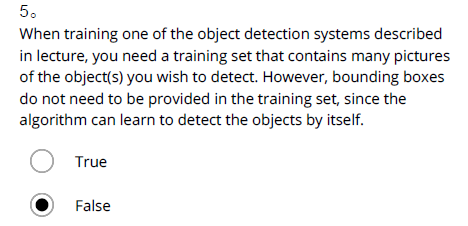 5。
When training one of the object detection systems described
in lecture, you need a training set that contains many pictures
of the object(s) you wish to detect. However, bounding boxes
do not need to be provided in the training set, since the
algorithm can learn to detect the objects by itself.
True
False